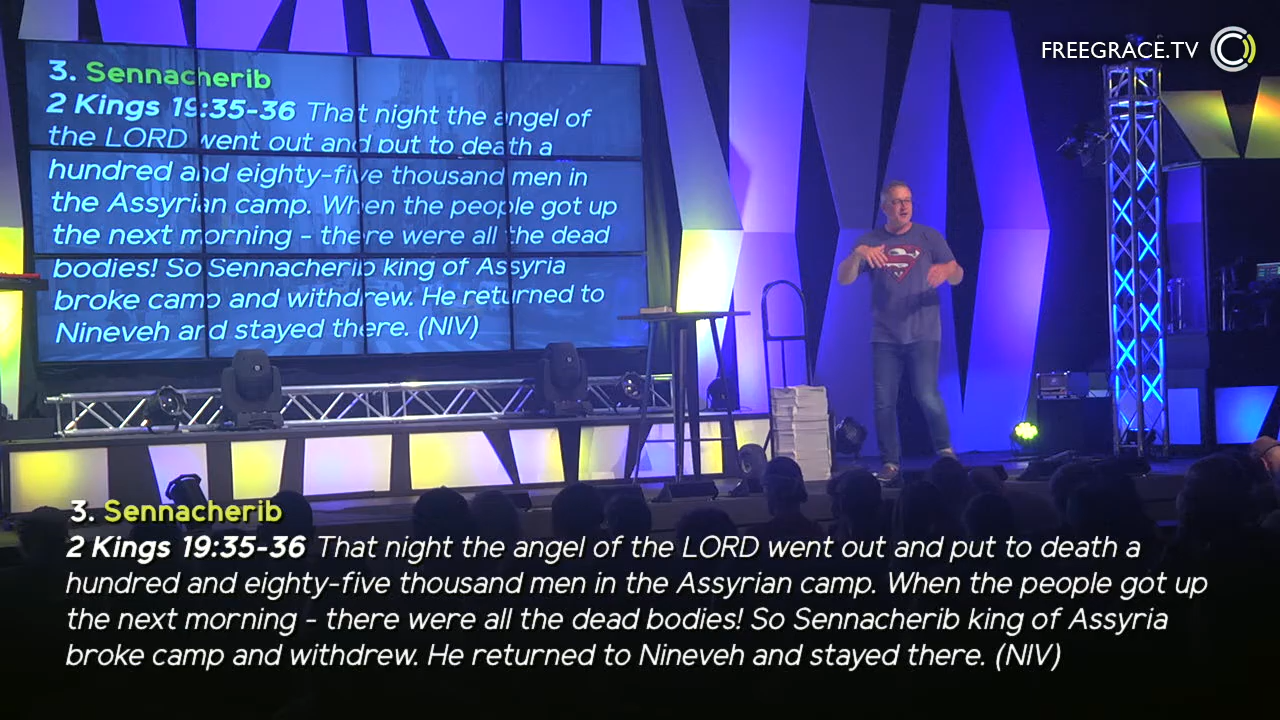 FREEGRACE.TV
3. Sennacherib
2 Kings 19:35-36 That night the angel of
the LORD went out and put to death a
hundred and eighty-five thousand men in
the Assyrian camp. When the people got up
the next morning - there were all the dead
bodies! So Sennacherib king of Assyria
broke camp and withdrew. He returned to
Nineveh and stayed there. (NIV)
3. Sennacherib
2 Kings 19:35-36 That night the angel of the LORD went out and put to death a
hundred and eighty-five thousand men in the Assyrian camp. When the people got up
the next morning - there were all the dead bodies! So Sennacherib king of Assyria
broke camp and withdrew. He returned to Nineveh and stayed there. (NIV)